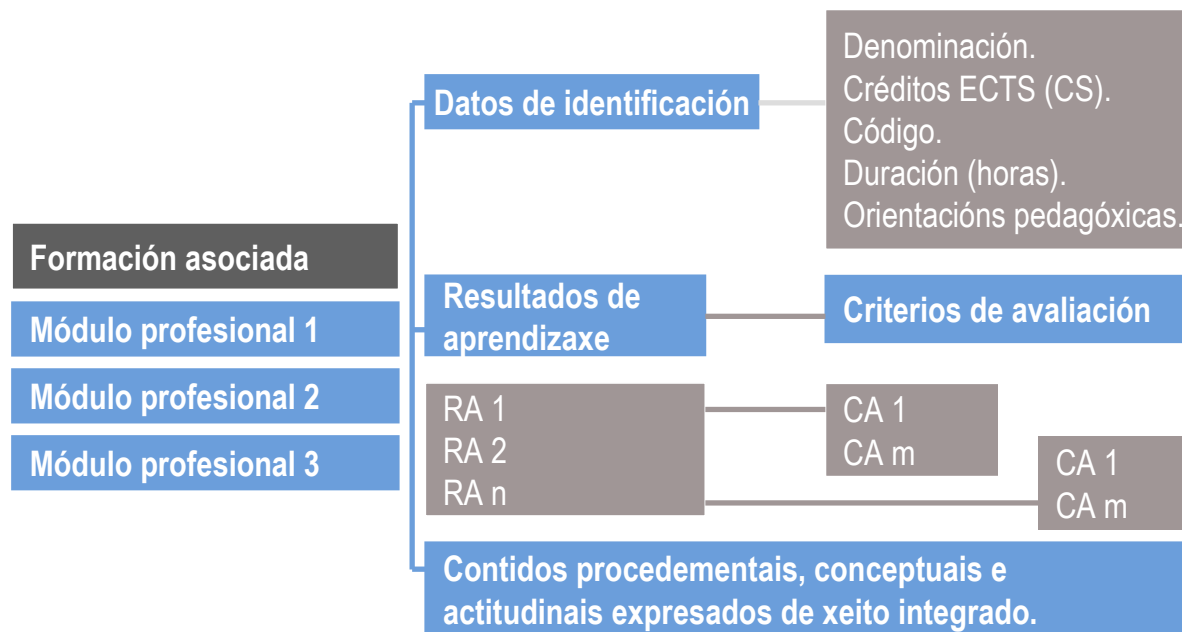 Formación asociada
Módulo profesional 1
Módulo profesional 2
Módulo profesional 3
Datos de identificación
Denominación.
Créditos ECTS (CS).
Código.
Duración (horas).
Orientacións pedagóxicas.
Resultados de
aprendizaxe
Criterios de avaliación
RA 1
RA 2
RA n
CA 1
CA m
CA 1
CA m
Contidos procedementais, conceptuais e
actitudinais expresados de xeito integrado.